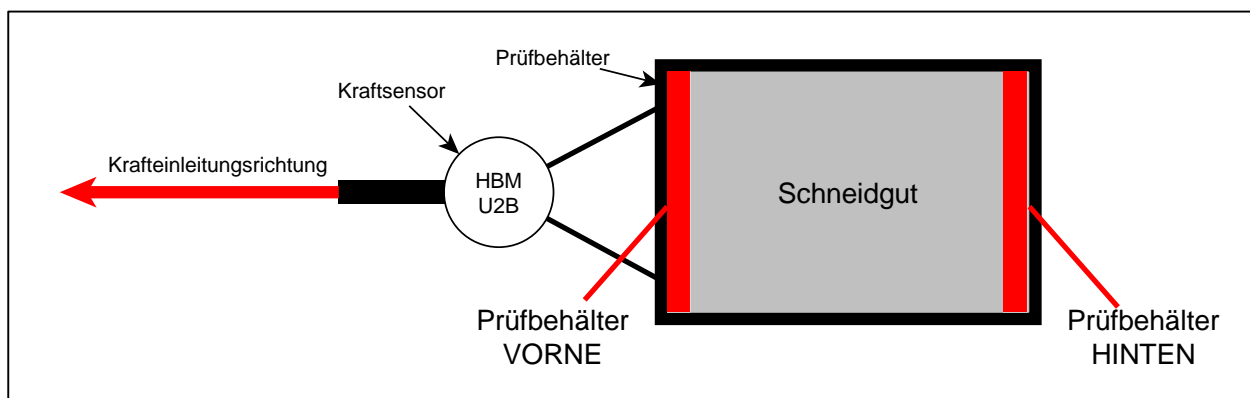 Prüfbehälter
Kraftsensor
Krafteinleitungsrichtung
HBM
U2B
Schneidgut
Prüfbehälter
VORNE
Prüfbehälter
HINTEN